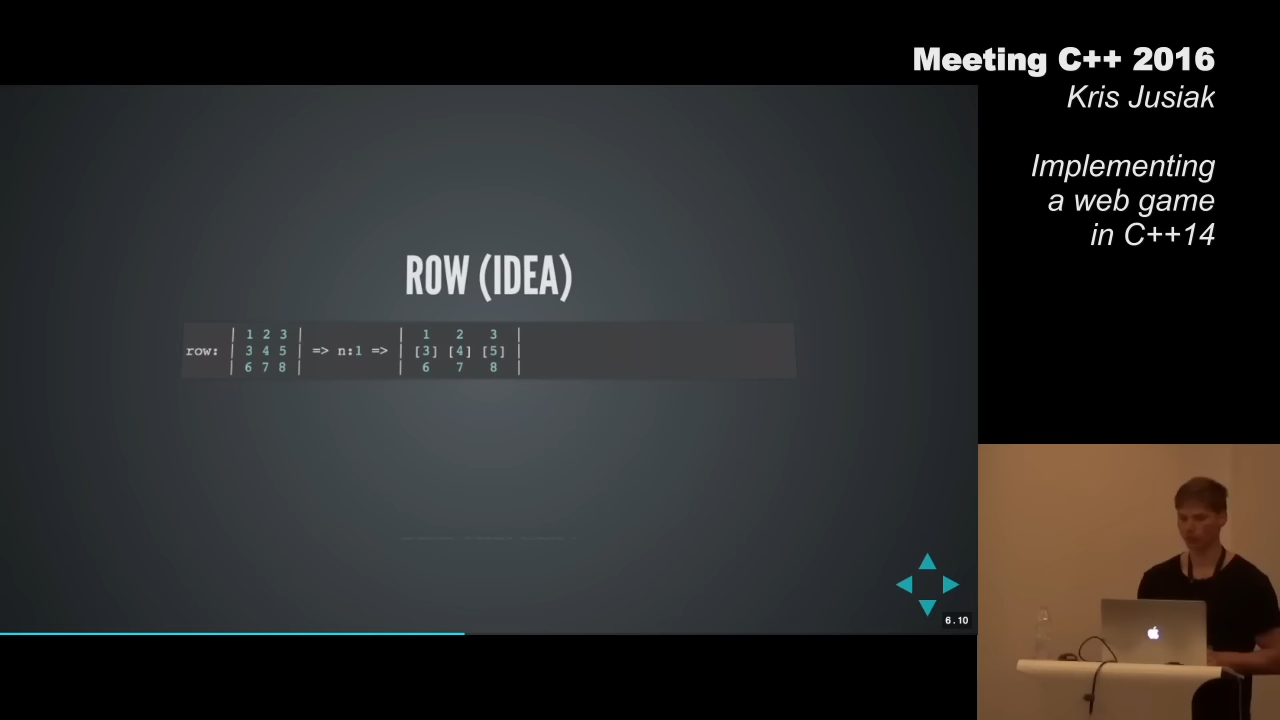 Meeting C++ 2016
Kris Jusiak
Implementing
a web game
in C++14
ROW (IDEA)
| 1 2 3 | | 1 2 3 |
row: | 3 4 5 | => n:1 => | [3] [4] [5] |
| 6 7 8 | | 6 7 8 |
6.10